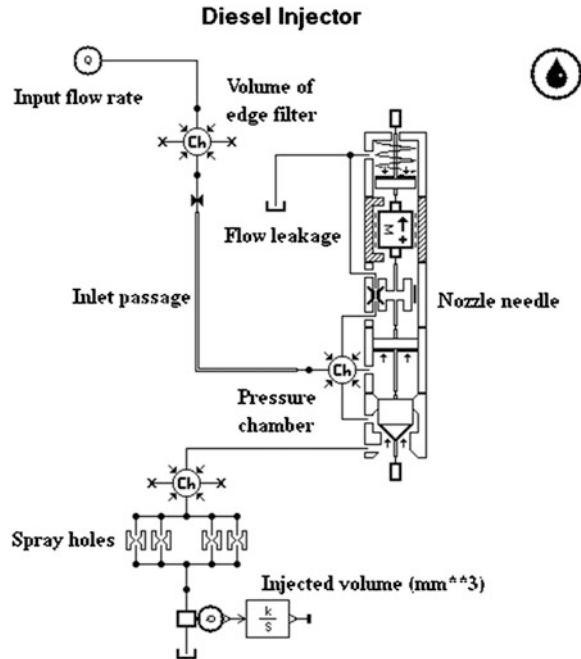 Diesel Injector
Q
Input flow rate
Volume of
edge filter
Ch
Flow leakage
M
Inlet passage
Nozzle needle
Ch
Pressure
chamber
Ch
Spray holes
Injected volume (mm**3)
k
S